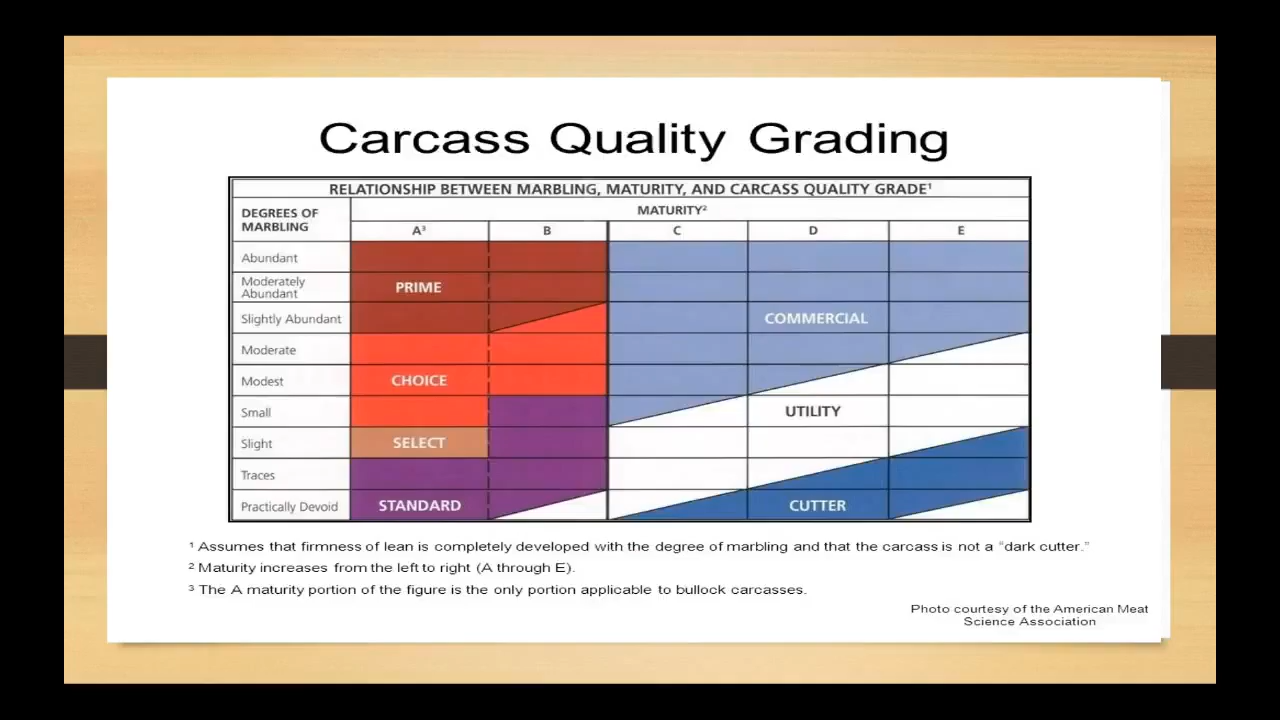 Carcass Quality Grading
RELATIONSHIP BETWEEN MARBLING, MATURITY, AND CARCASS QUALITY GRADE¹
DEGREES OF
MARBLING
MATURITY²
A³ B C D E
Abundant
Moderately
Abundant
PRIME
Slightly Abundant
COMMERCIAL
Moderate
Modest
CHOICE
Small
UTILITY
Slight
SELECT
Traces
Practically Devoid
STANDARD
CUTTER
¹ Assumes that firmness of lean is completely developed with the degree of marbling and that the carcass is not a “dark cutter.”
² Maturity increases from the left to right (A through E).
³ The A maturity portion of the figure is the only portion applicable to bullock carcasses.
Photo courtesy of the American Meat
Science Association